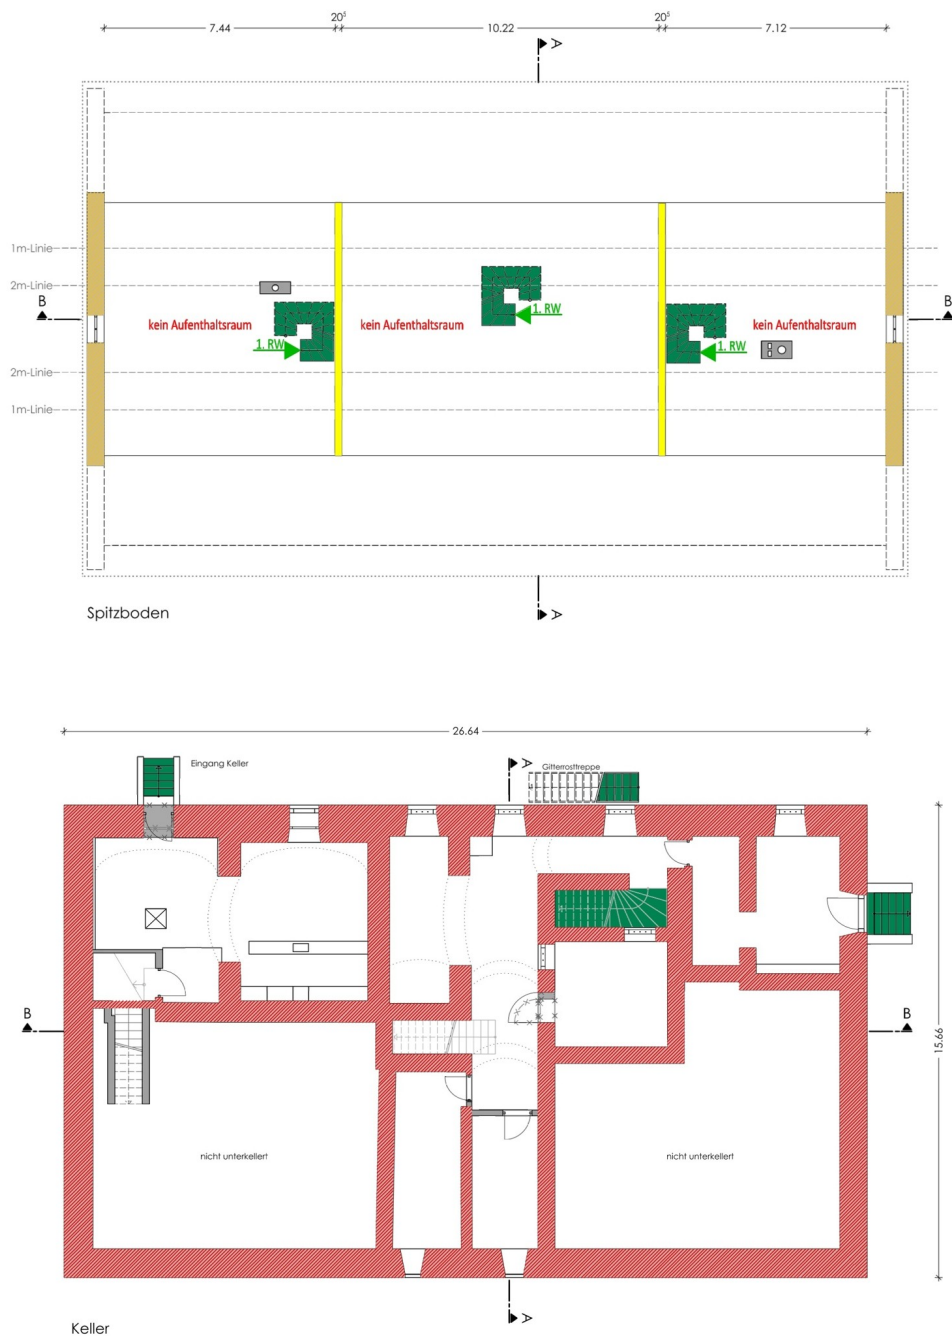 20⁵ 20⁵
7.44 10.22 7.12
A
1m-Linie
2m-Linie
B B
kein Aufenthaltsraum kein Aufenthaltsraum kein Aufenthaltsraum
1. RW 1. RW 1. RW
2m-Linie
1m-Linie
A
Spitzboden
26.64
Eingang Keller A Gitterrosttreppe
B B
15.66
nicht unterkellert nicht unterkellert
A
Keller